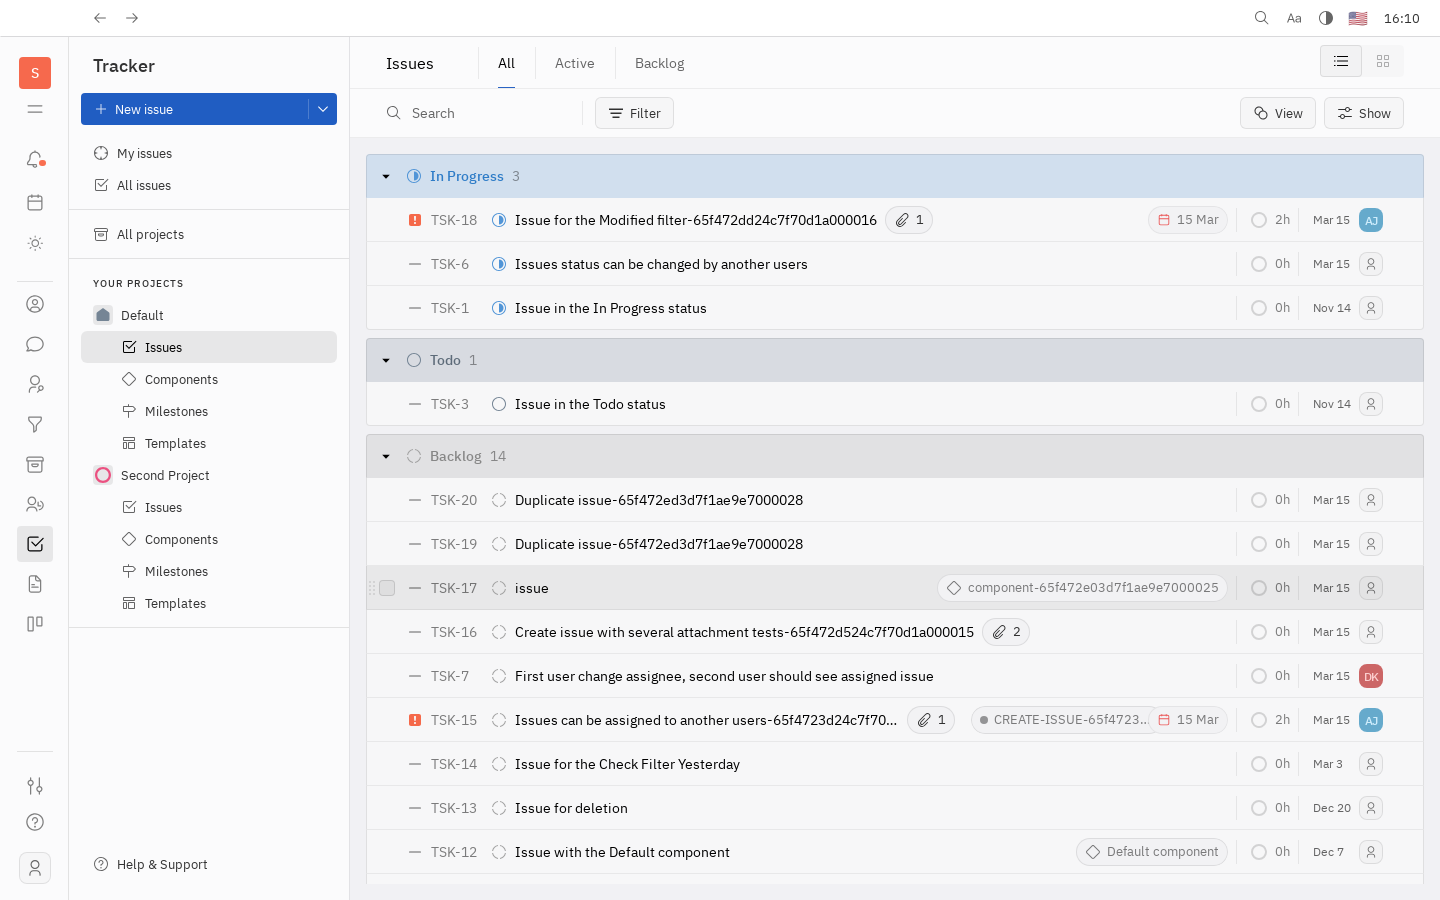 Aa 16:10
S
Tracker
New issue
My issues
All issues
All projects
YOUR PROJECTS
Default
Issues
Components
Milestones
Templates
Second Project
Issues
Components
Milestones
Templates
Help & Support
Issues All Active Backlog
Search Filter View Show
In Progress 3
TSK-18 Issue for the Modified filter-65f472dd24c7f70d1a000016 1 15 Mar 2h Mar 15 AJ
TSK-6 Issues status can be changed by another users 0h Mar 15
TSK-1 Issue in the In Progress status 0h Nov 14
Todo 1
TSK-3 Issue in the Todo status 0h Nov 14
Backlog 14
TSK-20 Duplicate issue-65f472ed3d7f1ae9e7000028 0h Mar 15
TSK-19 Duplicate issue-65f472ed3d7f1ae9e7000028 0h Mar 15
TSK-17 issue component-65f472e03d7f1ae9e7000025 0h Mar 15
TSK-16 Create issue with several attachment tests-65f472d524c7f70d1a000015 2 0h Mar 15
TSK-7 First user change assignee, second user should see assigned issue 0h Mar 15 DK
TSK-15 Issues can be assigned to another users-65f4723d24c7f70... 1 CREATE-ISSUE-65f4723... 15 Mar 2h Mar 15 AJ
TSK-14 Issue for the Check Filter Yesterday 0h Mar 3
TSK-13 Issue for deletion 0h Dec 20
TSK-12 Issue with the Default component Default component 0h Dec 7